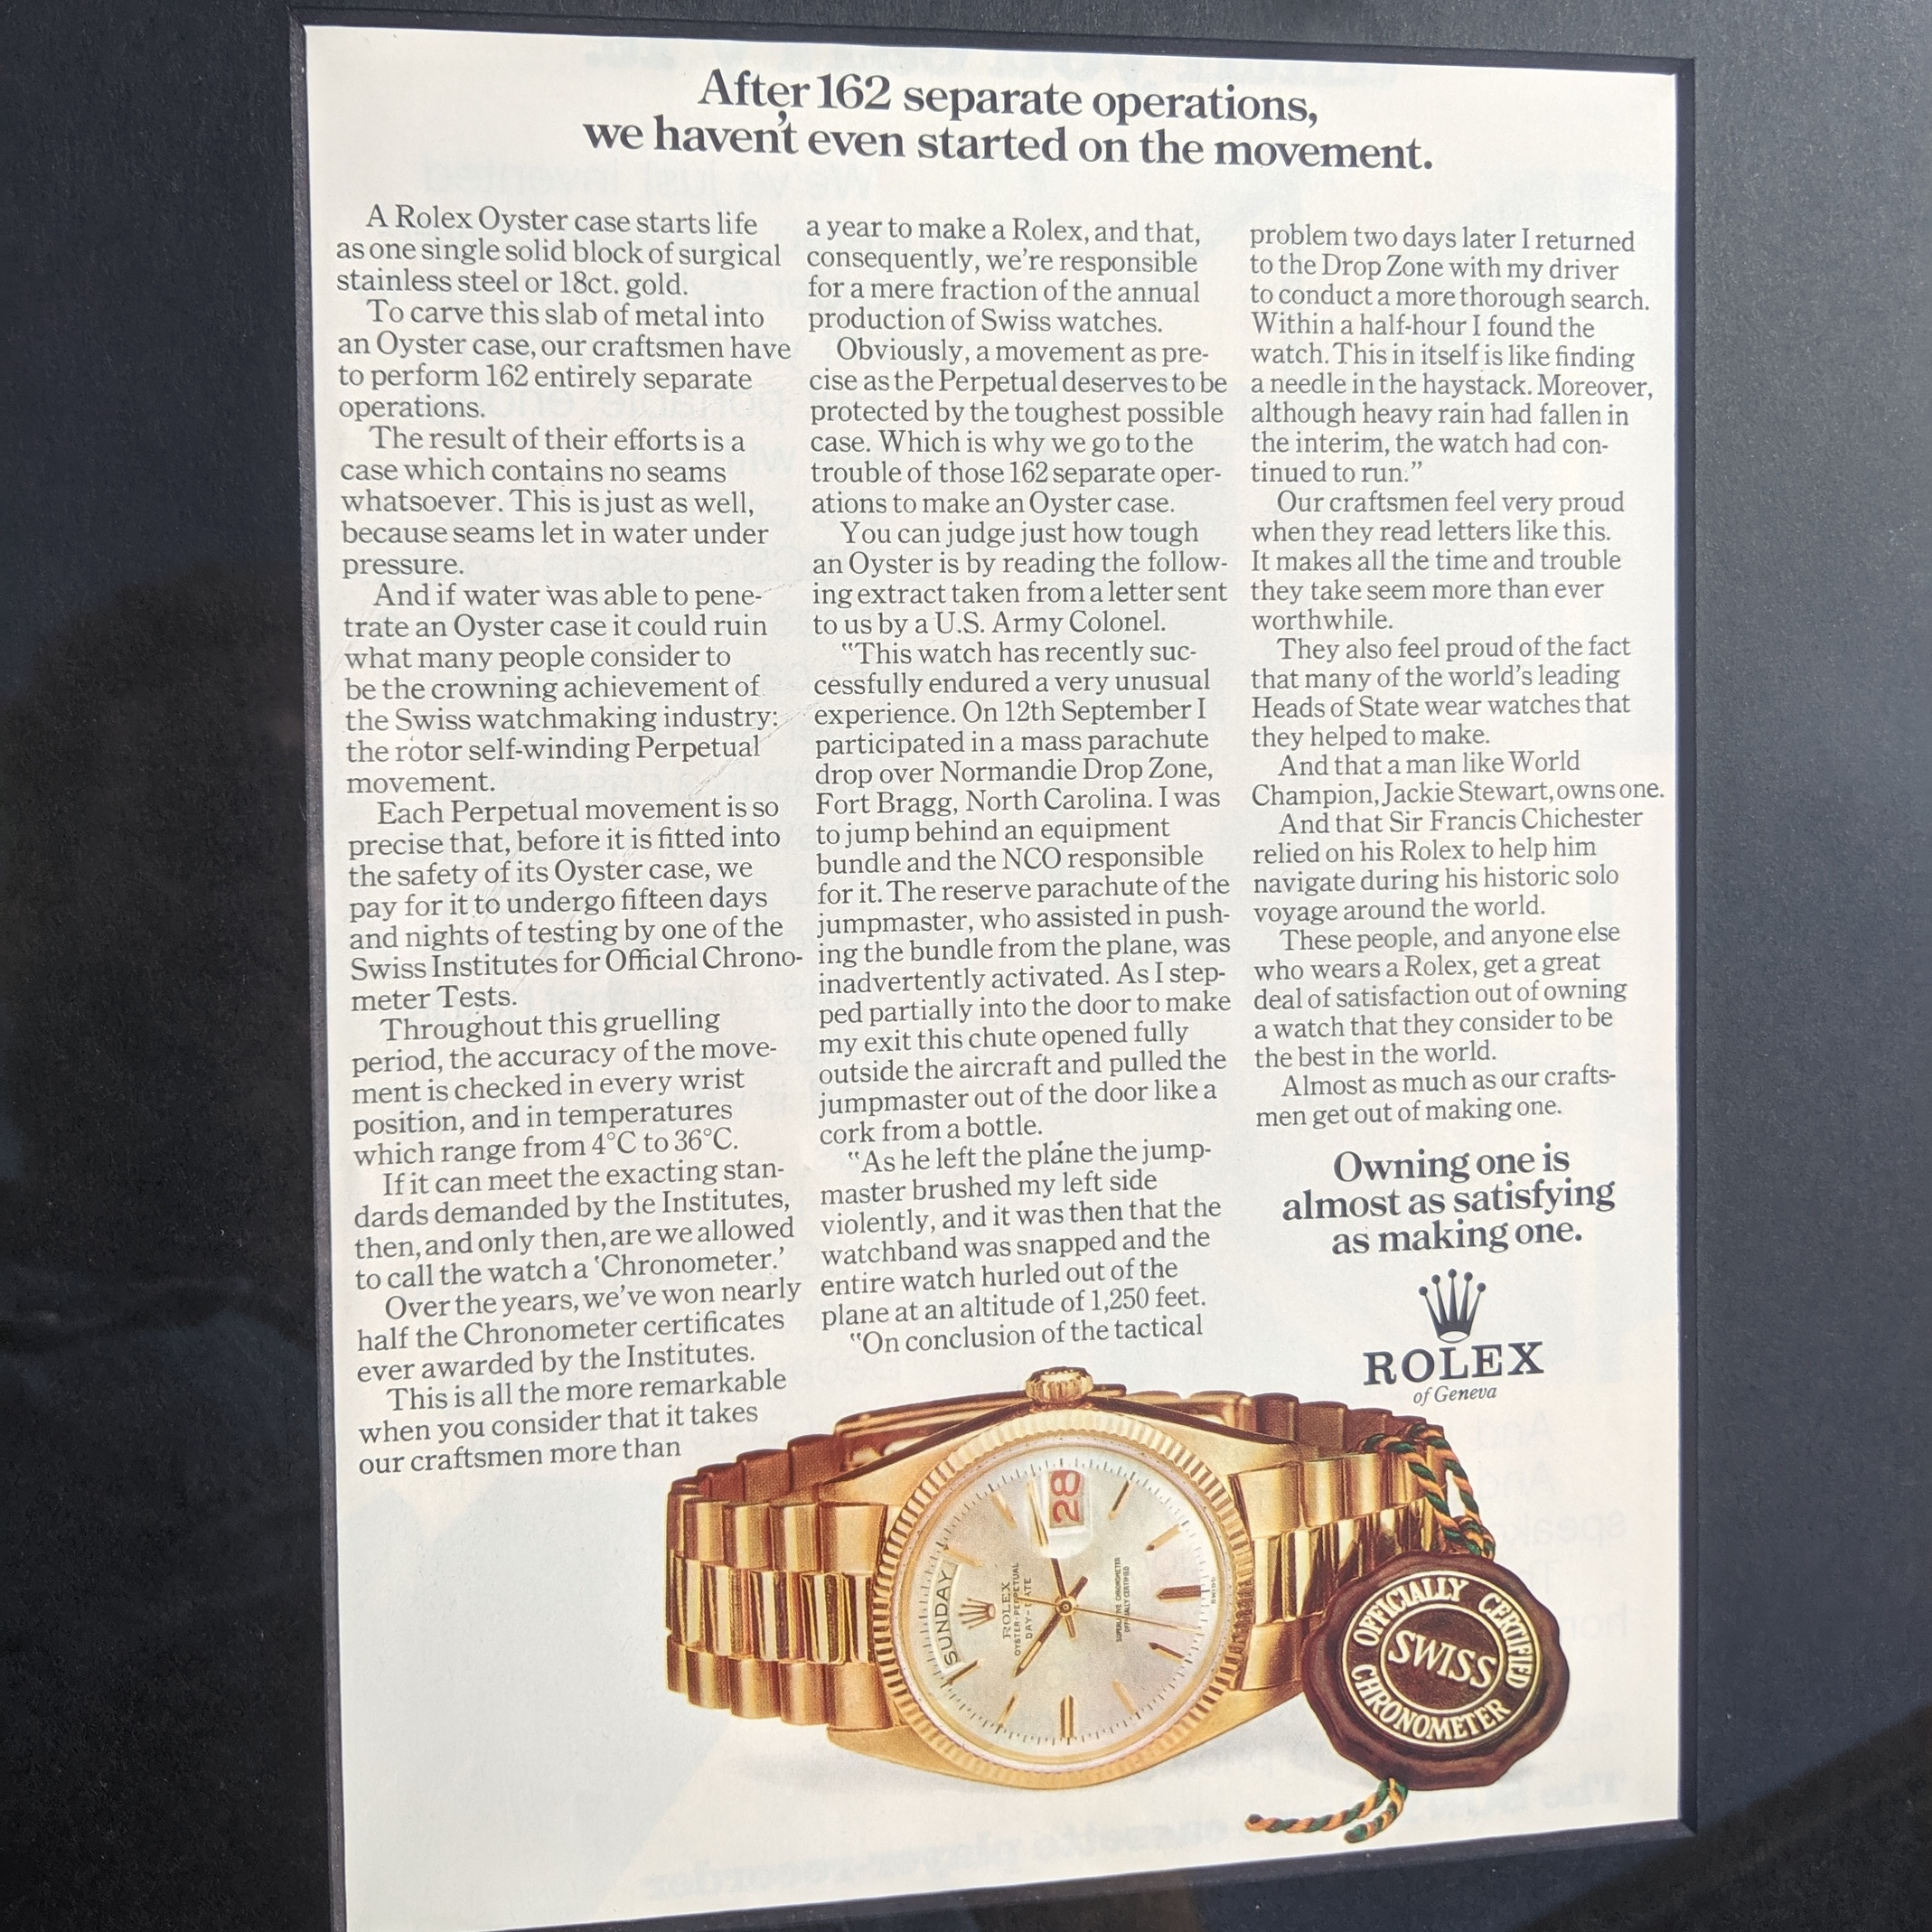 After 162 separate operations,
we haven't even started on the movement.
A Rolex Oyster case starts life
as one single solid block of surgical
stainless steel or 18ct. gold.
To carve this slab of metal into
an Oyster case, our craftsmen have
to perform 162 entirely separate
operations.
The result of their efforts is a
case which contains no seams
whatsoever. This is just as well,
because seams let in water under
pressure.
And if water was able to pene-
trate an Oyster case it could ruin
what many people consider to
be the crowning achievement of
the Swiss watchmaking industry:
the rotor self-winding Perpetual
movement.
Each Perpetual movement is so
precise that, before it is fitted into
the safety of its Oyster case, we
pay for it to undergo fifteen days
and nights of testing by one of the
Swiss Institutes for Official Chrono-
meter Tests.
Throughout this gruelling
period, the accuracy of the move-
ment is checked in every wrist
position, and in temperatures
which range from 4°C to 36°C.
If it can meet the exacting stan-
dards demanded by the Institutes,
then, and only then, are we allowed
to call the watch a 'Chronometer.'
Over the years, we've won nearly
half the Chronometer certificates
ever awarded by the Institutes.
This is all the more remarkable
when you consider that it takes
our craftsmen more than
a year to make a Rolex, and that,
consequently, we're responsible
for a mere fraction of the annual
production of Swiss watches.
Obviously, a movement as pre-
cise as the Perpetual deserves to be
protected by the toughest possible
case. Which is why we go to the
trouble of those 162 separate oper-
ations to make an Oyster case.
You can judge just how tough
an Oyster is by reading the follow-
ing extract taken from a letter sent
to us by a U.S. Army Colonel.
"This watch has recently suc-
cessfully endured a very unusual
experience. On 12th September I
participated in a mass parachute
drop over Normandie Drop Zone,
Fort Bragg, North Carolina. I was
to jump behind an equipment
bundle and the NCO responsible
for it. The reserve parachute of the
jumpmaster, who assisted in push-
ing the bundle from the plane, was
inadvertently activated. As I step-
ped partially into the door to make
my exit this chute opened fully
outside the aircraft and pulled the
jumpmaster out of the door like a
cork from a bottle.
"As he left the plane the jump-
master brushed my left side
violently, and it was then that the
watchband was snapped and the
entire watch hurled out of the
plane at an altitude of 1,250 feet.
"On conclusion of the tactical
problem two days later I returned
to the Drop Zone with my driver
to conduct a more thorough search.
Within a half-hour I found the
watch. This in itself is like finding
a needle in the haystack. Moreover,
although heavy rain had fallen in
the interim, the watch had con-
tinued to run."
Our craftsmen feel very proud
when they read letters like this.
It makes all the time and trouble
they take seem more than ever
worthwhile.
They also feel proud of the fact
that many of the world's leading
Heads of State wear watches that
they helped to make.
And that a man like World
Champion, Jackie Stewart, owns one.
And that Sir Francis Chichester
relied on his Rolex to help him
navigate during his historic solo
voyage around the world.
These people, and anyone else
who wears a Rolex, get a great
deal of satisfaction out of owning
a watch that they consider to be
the best in the world.
Almost as much as our crafts-
men get out of making one.
Owning one is
almost as satisfying
as making one.
ROLEX
of Geneva
28
SUNDAY
ROLEX
OYSTER PERPETUAL
DAY-DATE
SUPERLATIVE CHRONOMETER
OFFICIALLY CERTIFIED
SWISS
OFFICIALLY CERTIFIED
SWISS
CHRONOMETER